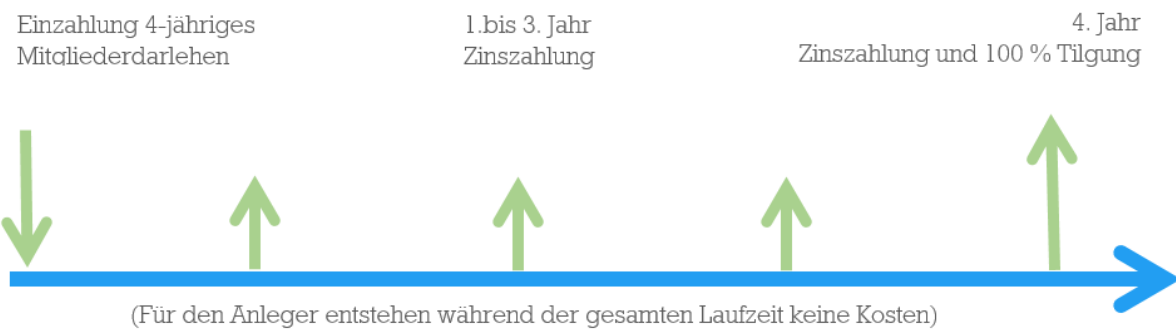 Einzahlung 4-jähriges
Mitgliederdarlehen
1.bis 3. Jahr
Zinszahlung
4. Jahr
Zinszahlung und 100 % Tilgung
(Für den Anleger entstehen während der gesamten Laufzeit keine Kosten)